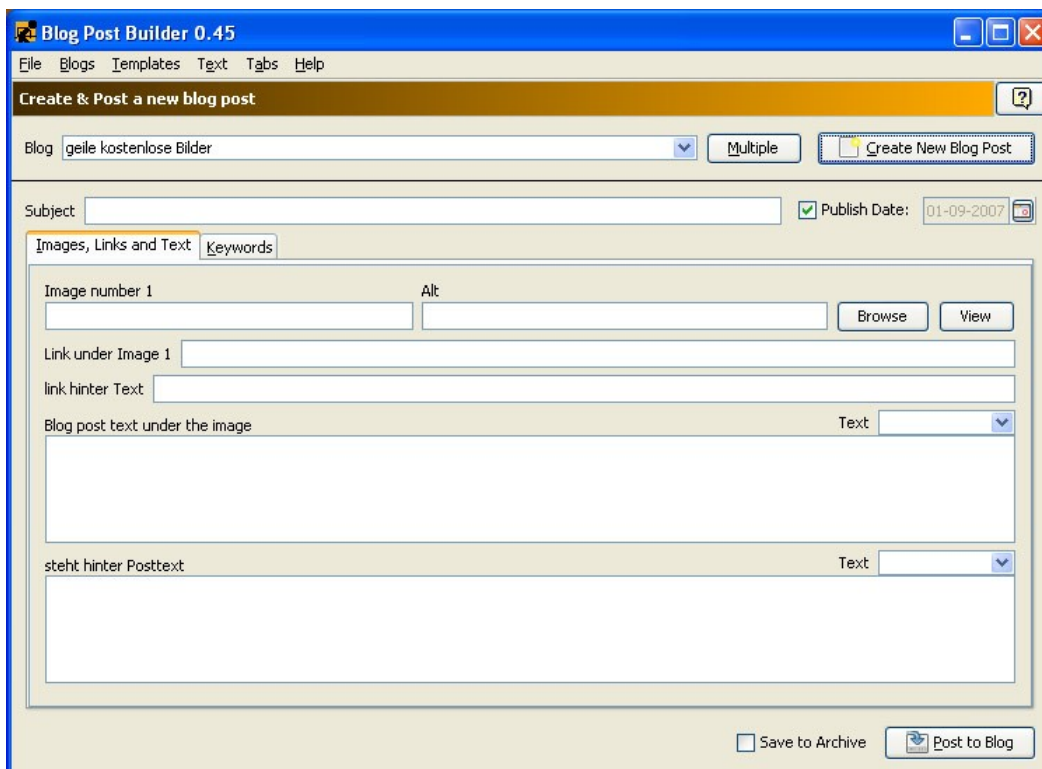 Blog Post Builder 0.45
File Blogs Templates Text Tabs Help
Create & Post a new blog post
Blog geile kostenlose Bilder Multiple Create New Blog Post
Subject Publish Date: 01-09-2007
Images, Links and Text Keywords
Image number 1 Alt
Browse View
Link under Image 1
link hinter Text
Blog post text under the image Text
steht hinter Posttext Text
Save to Archive Post to Blog